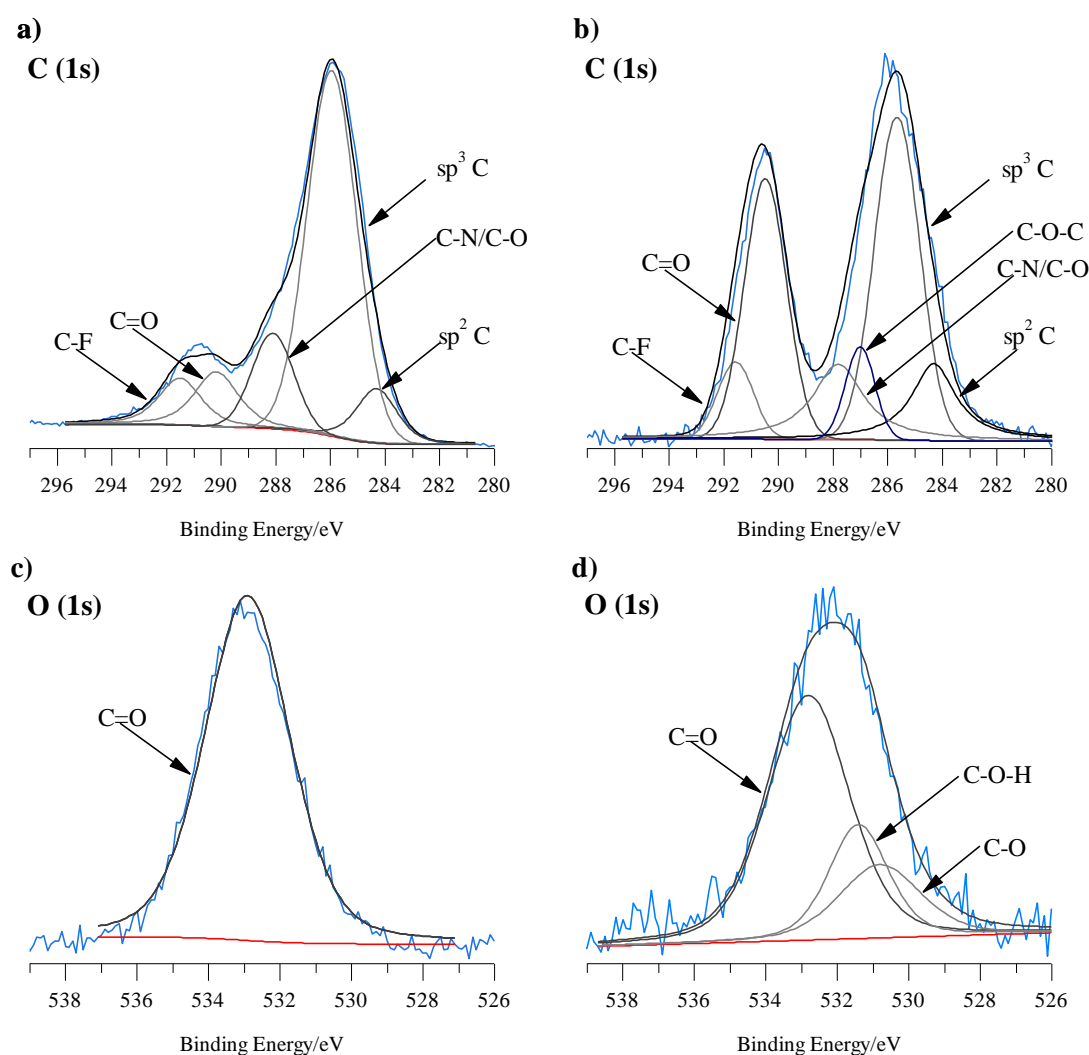 a)
C (1s)
sp³ C
C-N/C-O
C=O
C-F
sp² C
296 294 292 290 288 286 284 282 280
Binding Energy/eV
b)
C (1s)
sp³ C
C-O-C
C=O
C-N/C-O
C-F
sp² C
296 294 292 290 288 286 284 282 280
Binding Energy/eV
c)
O (1s)
C=O
538 536 534 532 530 528 526
Binding Energy/eV
d)
O (1s)
C=O
C-O-H
C-O
538 536 534 532 530 528 526
Binding Energy/eV